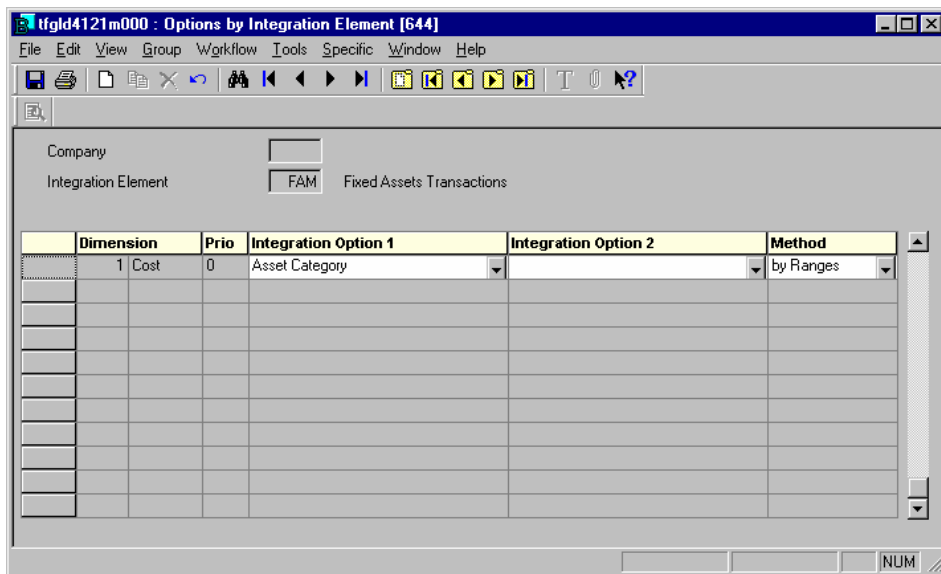 tfgld4121m000 : Options by Integration Element [644]
File Edit View Group Workflow Tools Specific Window Help
Company
Integration Element FAM Fixed Assets Transactions
Dimension Prio Integration Option 1 Integration Option 2 Method
1 Cost 0 Asset Category by Ranges
NUM